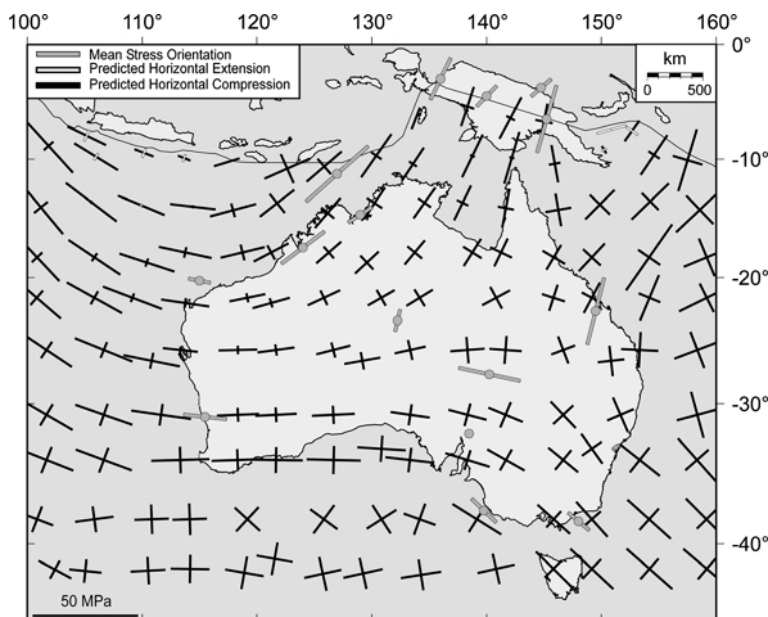 100° 110° 120° 130° 140° 150° 160°
0°
Mean Stress Orientation
Predicted Horizontal Extension
Predicted Horizontal Compression
km
0 500
-10°
-20°
-30°
-40°
50 MPa